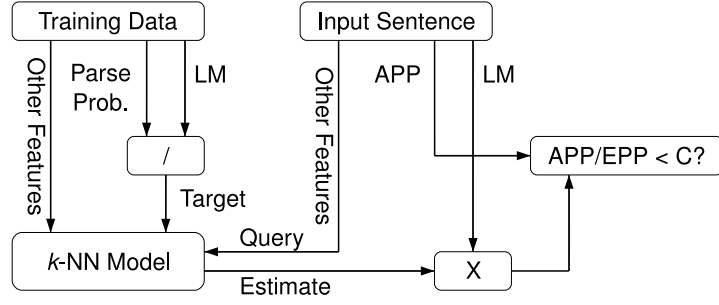 Training Data
Input Sentence
Other Features
Parse
Prob.
LM
Other Features
APP
LM
/
APP/EPP < C?
Target
Query
k-NN Model
Estimate
X